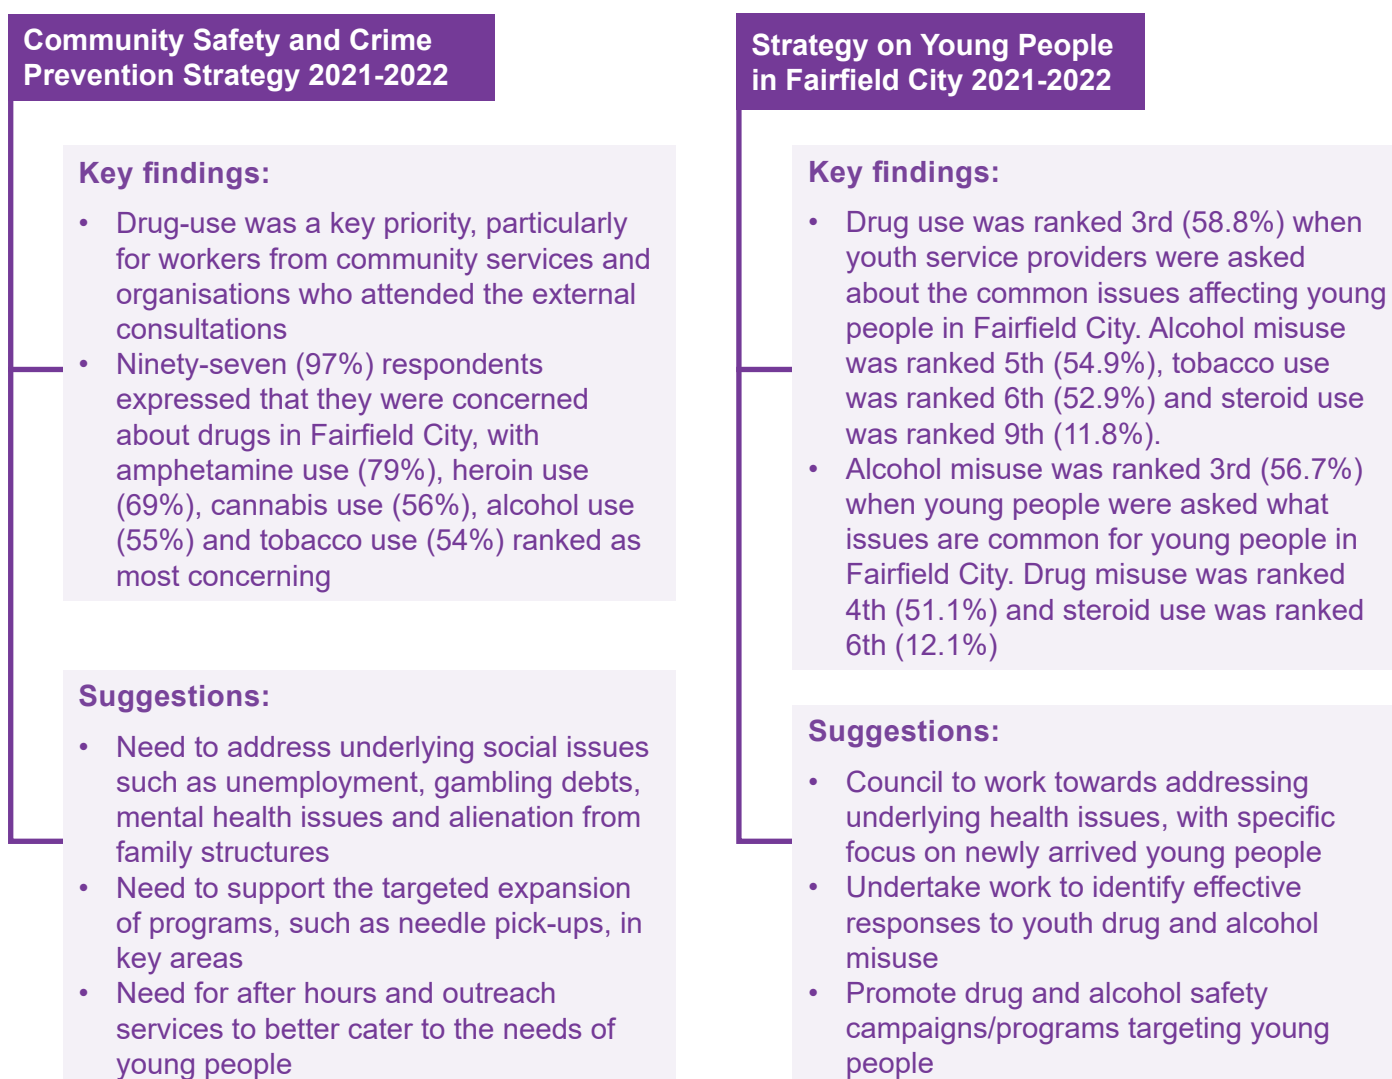 Community Safety and Crime
Prevention Strategy 2021-2022
Key findings:
• Drug-use was a key priority, particularly
for workers from community services and
organisations who attended the external
consultations
• Ninety-seven (97%) respondents
expressed that they were concerned
about drugs in Fairfield City, with
amphetamine use (79%), heroin use
(69%), cannabis use (56%), alcohol use
(55%) and tobacco use (54%) ranked as
most concerning
Suggestions:
• Need to address underlying social issues
such as unemployment, gambling debts,
mental health issues and alienation from
family structures
• Need to support the targeted expansion
of programs, such as needle pick-ups, in
key areas
• Need for after hours and outreach
services to better cater to the needs of
young people
Strategy on Young People
in Fairfield City 2021-2022
Key findings:
• Drug use was ranked 3rd (58.8%) when
youth service providers were asked
about the common issues affecting young
people in Fairfield City. Alcohol misuse
was ranked 5th (54.9%), tobacco use
was ranked 6th (52.9%) and steroid use
was ranked 9th (11.8%).
• Alcohol misuse was ranked 3rd (56.7%)
when young people were asked what
issues are common for young people in
Fairfield City. Drug misuse was ranked
4th (51.1%) and steroid use was ranked
6th (12.1%)
Suggestions:
• Council to work towards addressing
underlying health issues, with specific
focus on newly arrived young people
• Undertake work to identify effective
responses to youth drug and alcohol
misuse
• Promote drug and alcohol safety
campaigns/programs targeting young
people